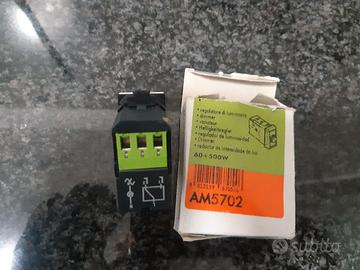 • regolatore di luminosità
• dimmer
• variateur
• Helligkeitsregler
• regulador de luminosidad
• Dimmer
• redutor de intensidade de luz
60÷500W
AM5702
subito